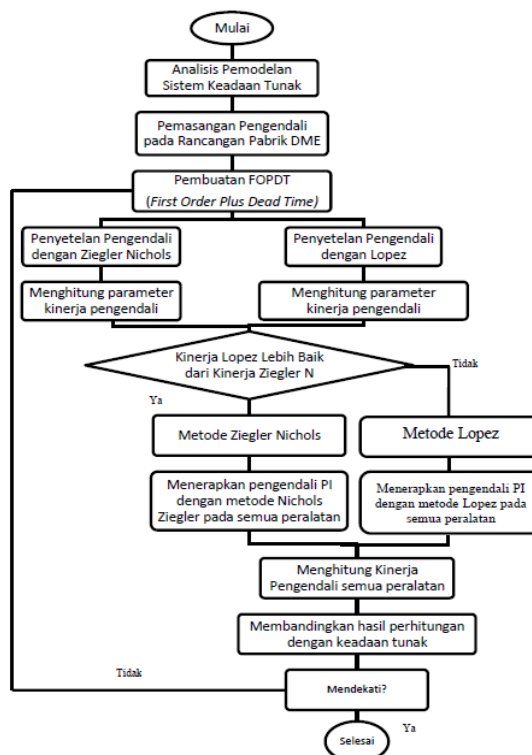 Mulai
Analisis Pemodelan
Sistem Keadaan Tunak
Pemasangan Pengendali
pada Rancangan Pabrik DME
Pembuatan FOPDT
(First Order Plus Dead Time)
Penyetelan Pengendali
dengan Ziegler Nichols
Penyetelan Pengendali
dengan Lopez
Menghitung parameter
kinerja pengendali
Menghitung parameter
kinerja pengendali
Kinerja Lopez Lebih Baik
dari Kinerja Ziegler N
Tidak
Ya
Metode Ziegler Nichols
Metode Lopez
Menerapkan pengendali PI
dengan metode Nichols
Ziegler pada semua peralatan
Menerapkan pengendali PI
dengan metode Lopez pada
semua peralatan
Menghitung Kinerja
Pengendali semua peralatan
Membandingkan hasil perhitungan
dengan keadaan tunak
Tidak
Mendekati?
Ya
Selesai